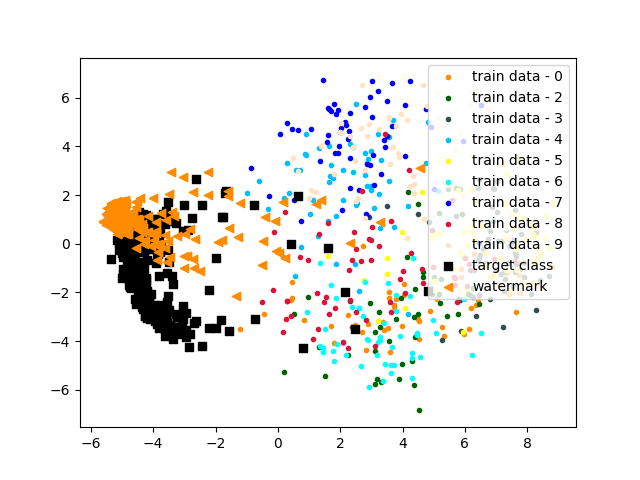 6
4
2
0
−2
−4
−6
−6
−4
−2
0
2
4
6
8
train data - 0
train data - 2
train data - 3
train data - 4
train data - 5
train data - 6
train data - 7
train data - 8
train data - 9
target class
watermark